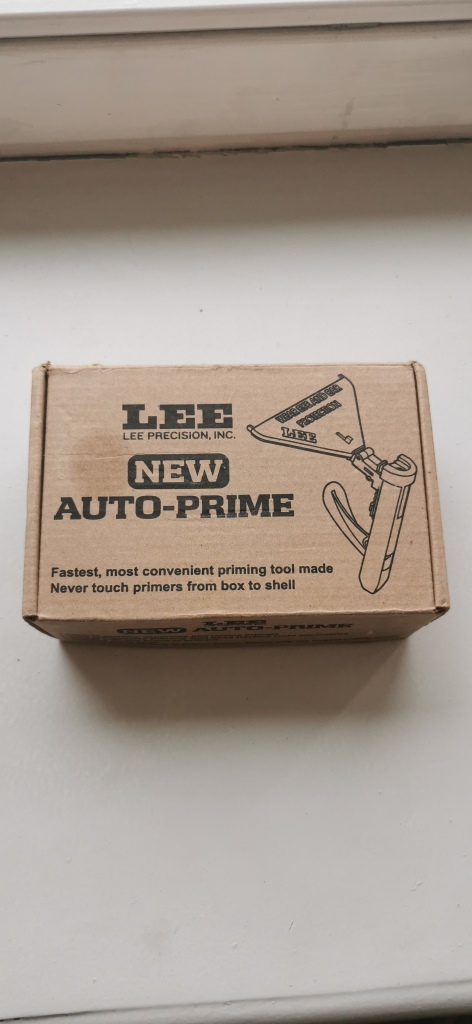 LEE
LEE PRECISION, INC.
NEW
AUTO-PRIME
LEE
Fastest, most convenient priming tool made
Never touch primers from box to shell
LEE
NEW AUTO-PRIME